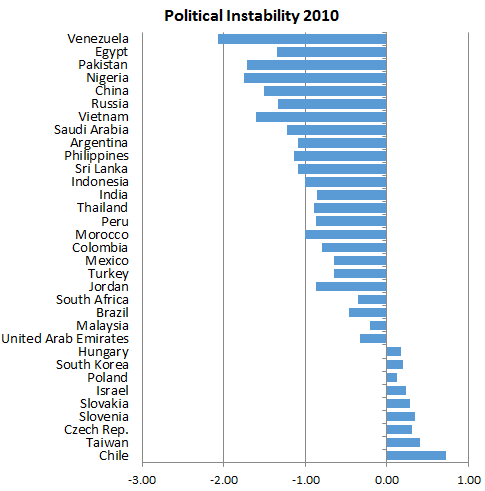 Political Instability 2010
Venezuela
Egypt
Pakistan
Nigeria
China
Russia
Vietnam
Saudi Arabia
Argentina
Philippines
Sri Lanka
Indonesia
India
Thailand
Peru
Morocco
Colombia
Mexico
Turkey
Jordan
South Africa
Brazil
Malaysia
United Arab Emirates
Hungary
South Korea
Poland
Israel
Slovakia
Slovenia
Czech Rep.
Taiwan
Chile
-3.00 -2.00 -1.00 0.00 1.00